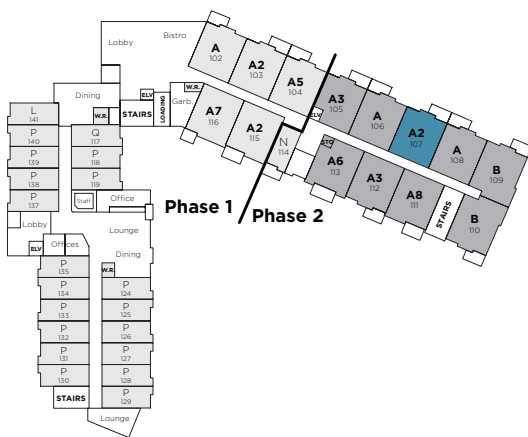 Lobby
Bistro
A
102
A2
103
A5
104
A3
105
A
106
A2
107
A
108
B
109
B
110
STAIRS
A8
111
A3
112
A6
113
STO
ELV
N
114
A2
115
A7
116
W.R.
Garb.
LOADING
ELV
STAIRS
W.R.
Dining
L
141
P
140
P
139
P
138
P
137
Q
117
P
118
P
119
Staff
Office
Phase 1
Phase 2
Lobby
ELV
Offices
Lounge
Dining
W.R.
P
135
P
134
P
133
P
132
P
131
P
130
STAIRS
P
124
P
125
P
126
P
127
P
128
P
129
Lounge